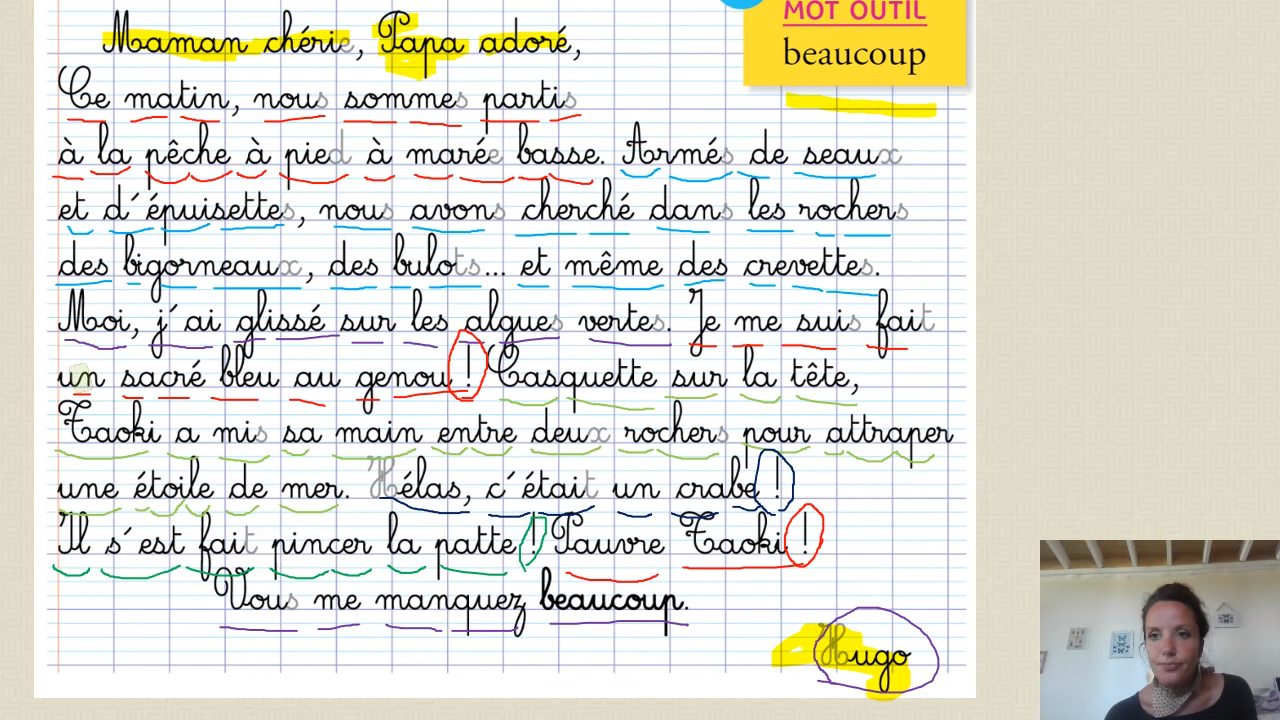 MOT OUTIL
beaucoup
Maman chérie, Papa adoré,
Ce matin, nous sommes partis
à la pêche à pied à marée basse. Armés de seaux
et d'épuisettes, nous avons cherché dans les rochers
des bigorneaux, des bulots... et même des crevettes.
Moi, j'ai glissé sur les algues vertes. Je me suis fait
un sacré bleu au genou ! Casquette sur la tête,
Taoki a mis sa main entre deux rochers pour attraper
une étoile de mer. Hélas, c'était un crabe !
Il s'est fait pincer la patte ! Pauvre Taoki !
Vous me manquez beaucoup.
Hugo